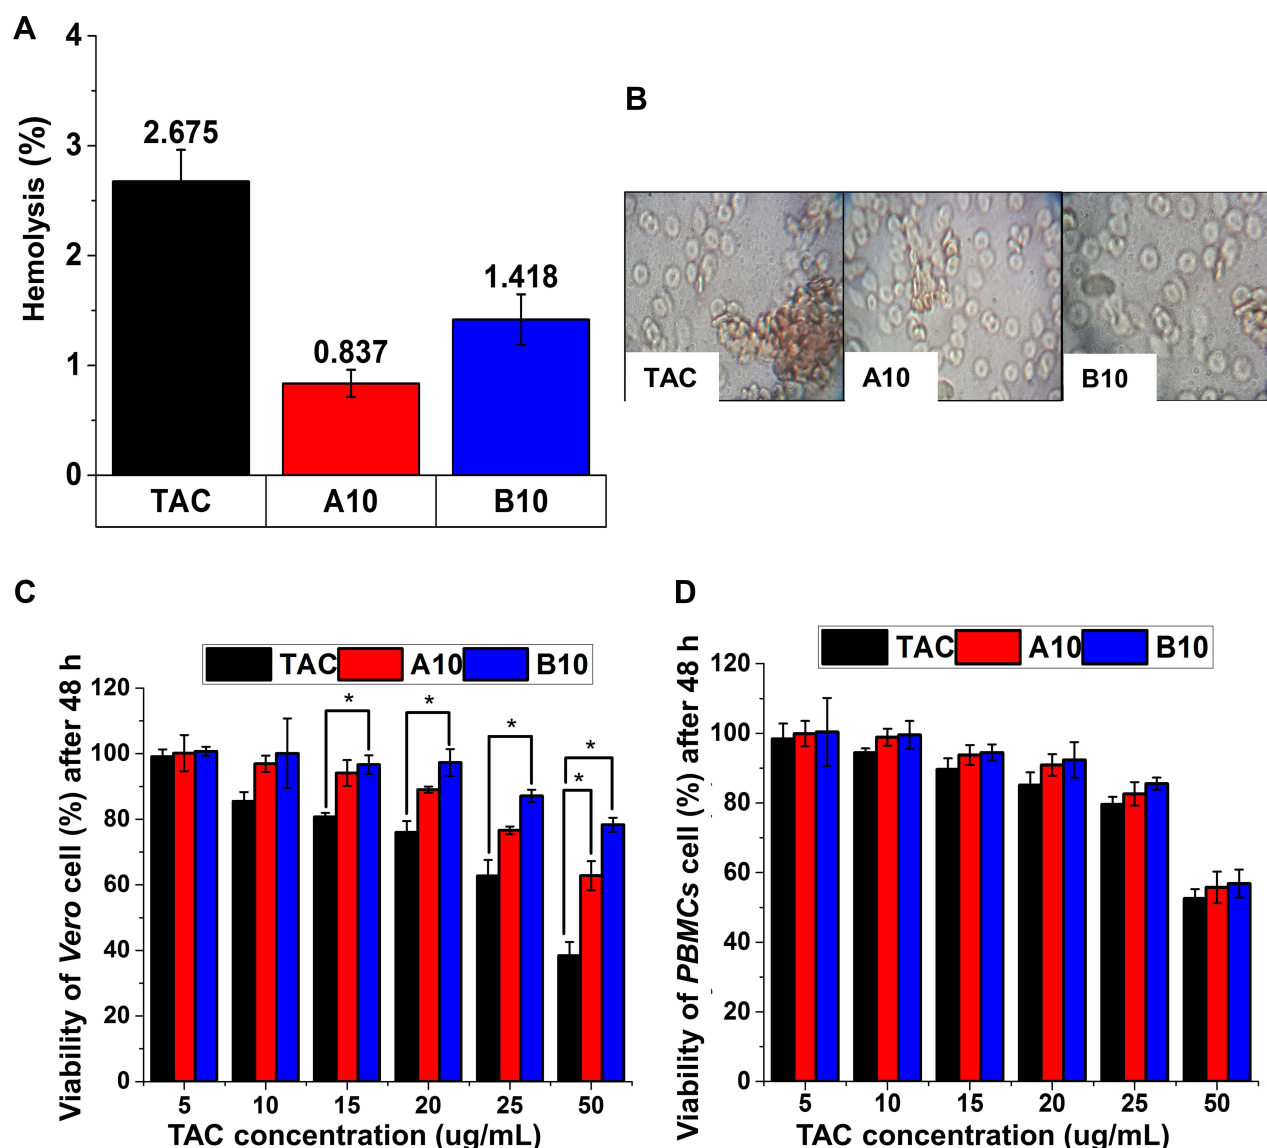 A
4
3
2
1
0
Hemolysis (%)
2.675
0.837
1.418
TAC A10 B10
B
TAC A10 B10
C
TAC A10 B10
Viability of Vero cell (%) after 48 h
120
100
80
60
40
20
0
* * * * *
5 10 15 20 25 50
TAC concentration (ug/mL)
D
TAC A10 B10
Viability of PBMCs cell (%) after 48 h
120
100
80
60
40
20
0
5 10 15 20 25 50
TAC concentration (ug/mL)